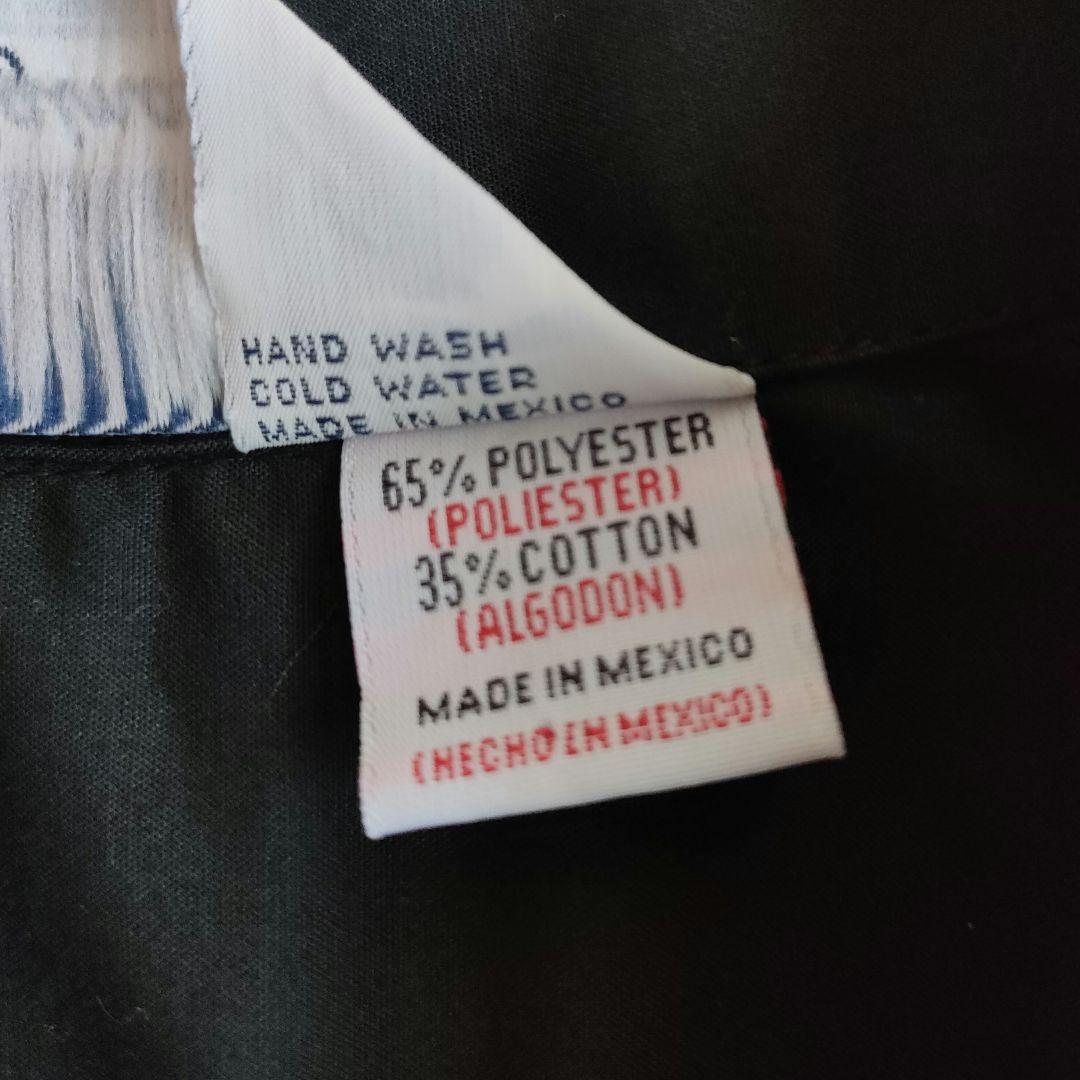 HAND WASH
COLD WATER
MADE IN MEXICO
65% POLYESTER
(POLIESTER)
35% COTTON
(ALGODON)
MADE IN MEXICO
(HECHO EN MEXICO)